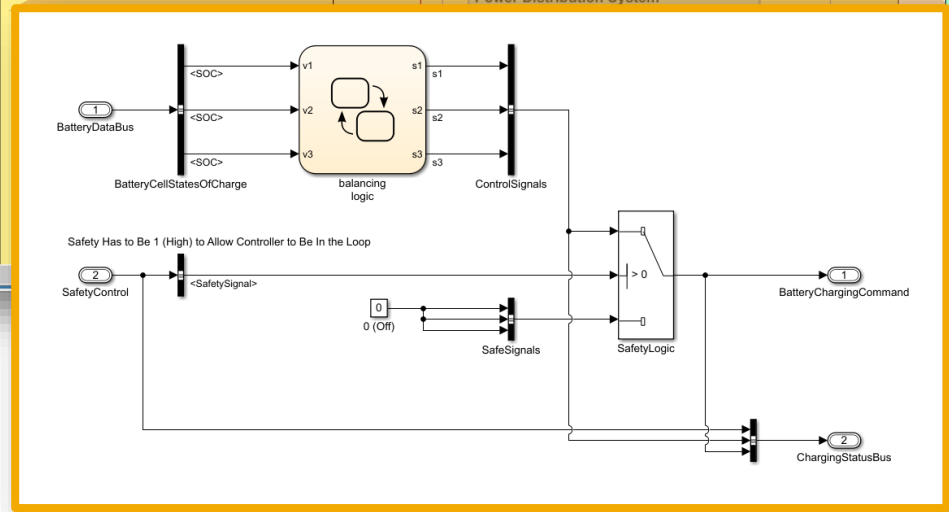 Power Distribution System
<SOC>
v1
s1
s1
1
BatteryDataBus
<SOC>
v2
s2
s2
<SOC>
v3
s3
s3
BatteryCellStatesOfCharge
balancing
logic
ControlSignals
Safety Has to Be 1 (High) to Allow Controller to Be In the Loop
2
SafetyControl
<SafetySignal>
> 0
1
BatteryChargingCommand
0
0 (Off)
SafeSignals
SafetyLogic
2
ChargingStatusBus